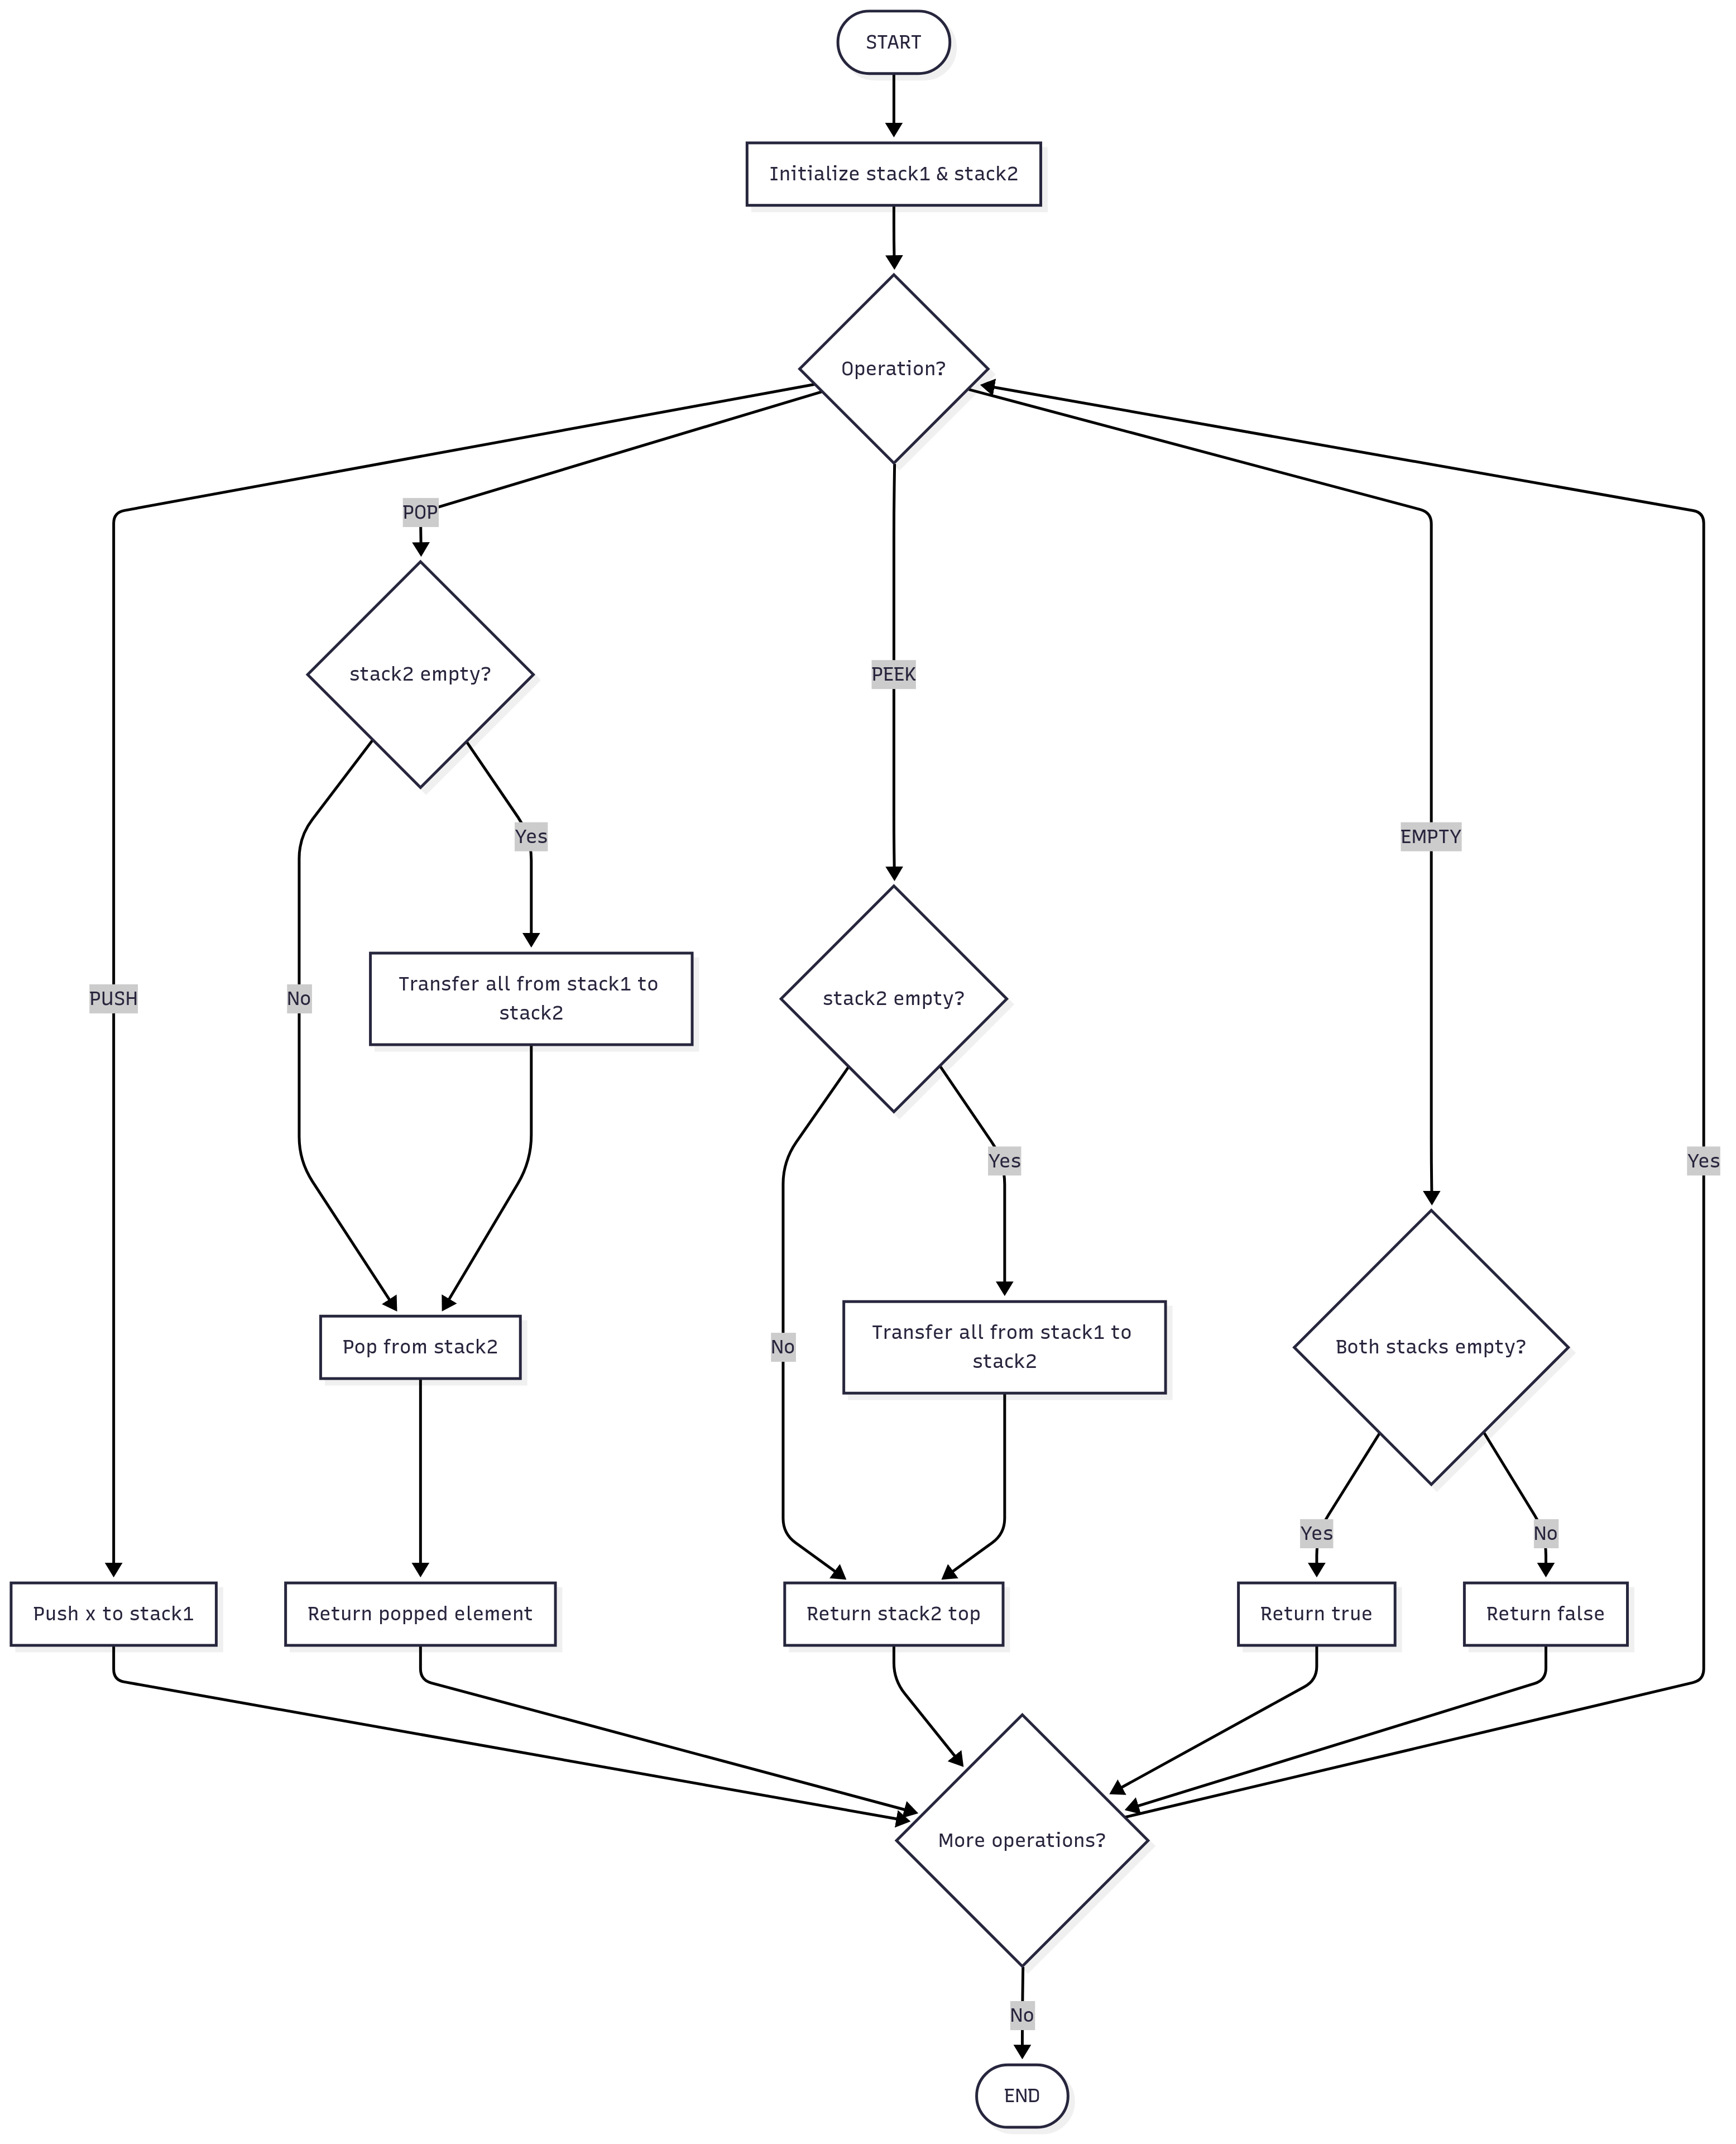 START
Initialize stack1 & stack2
Operation?
POP
stack2 empty?
PEEK
Yes
EMPTY
Transfer all from stack1 to
stack2
PUSH
No
stack2 empty?
Yes
Yes
Transfer all from stack1 to
stack2
Pop from stack2
No
Both stacks empty?
Yes
No
Push x to stack1
Return popped element
Return stack2 top
Return true
Return false
More operations?
No
END